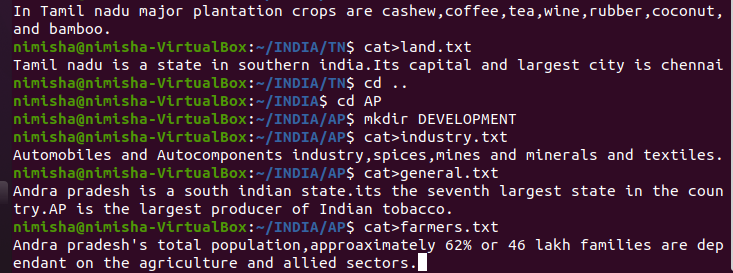 In Tamil nadu major plantation crops are cashew,coffee,tea,wine,rubber,coconut,
and bamboo.
nimisha@nimisha-VirtualBox:~/INDIA/TN$ cat>land.txt
Tamil nadu is a state in southern india.Its capital and largest city is chennai
nimisha@nimisha-VirtualBox:~/INDIA/TN$ cd ..
nimisha@nimisha-VirtualBox:~/INDIA$ cd AP
nimisha@nimisha-VirtualBox:~/INDIA/AP$ mkdir DEVELOPMENT
nimisha@nimisha-VirtualBox:~/INDIA/AP$ cat>industry.txt
Automobiles and Autocomponents industry,spices,mines and minerals and textiles.
nimisha@nimisha-VirtualBox:~/INDIA/AP$ cat>general.txt
Andra pradesh is a south indian state.its the seventh largest state in the coun
try.AP is the largest producer of Indian tobacco.
nimisha@nimisha-VirtualBox:~/INDIA/AP$ cat>farmers.txt
Andra pradesh's total population,approaximately 62% or 46 lakh families are dep
endant on the agriculture and allied sectors.